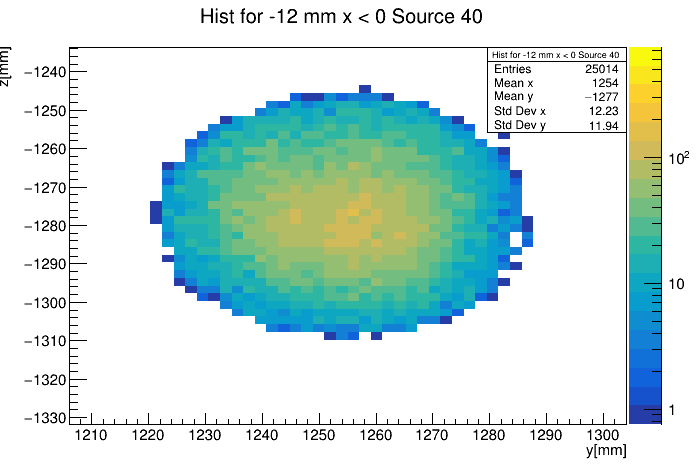 Hist for -12 mm x < 0 Source 40
z[mm]
Hist for -12 mm x < 0 Source 40
Entries 25014
Mean x 1254
Mean y −1277
Std Dev x 12.23
Std Dev y 11.94
−1240
−1250
−1260
−1270
−1280
−1290
−1300
−1310
−1320
−1330
1210 1220 1230 1240 1250 1260 1270 1280 1290 1300
y[mm]
10²
10
1